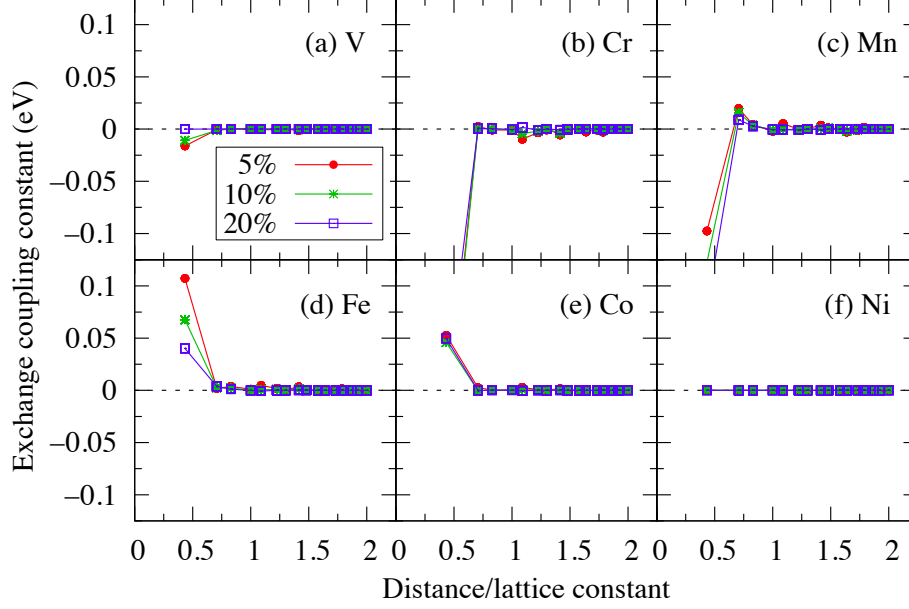 0.1
0.05
0
−0.05
−0.1
(a) V
(b) Cr
(c) Mn
5%
10%
20%
0.1
0.05
0
−0.05
−0.1
(d) Fe
(e) Co
(f) Ni
0 0.5 1 1.5 2
0 0.5 1 1.5 2
0 0.5 1 1.5 2
Exchange coupling constant (eV)
Distance/lattice constant